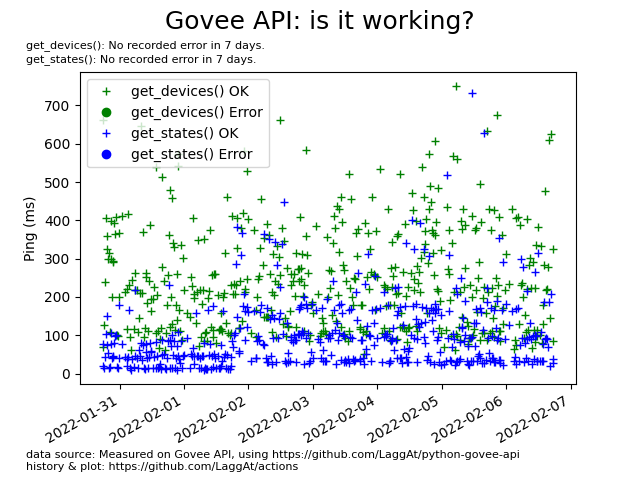 Govee API: is it working?
get_devices(): No recorded error in 7 days.
get_states(): No recorded error in 7 days.
get_devices() OK
get_devices() Error
get_states() OK
get_states() Error
Ping (ms)
700
600
500
400
300
200
100
0
2022-01-31
2022-02-01
2022-02-02
2022-02-03
2022-02-04
2022-02-05
2022-02-06
2022-02-07
data source: Measured on Govee API, using https://github.com/LaggAt/python-govee-api
history & plot: https://github.com/LaggAt/actions